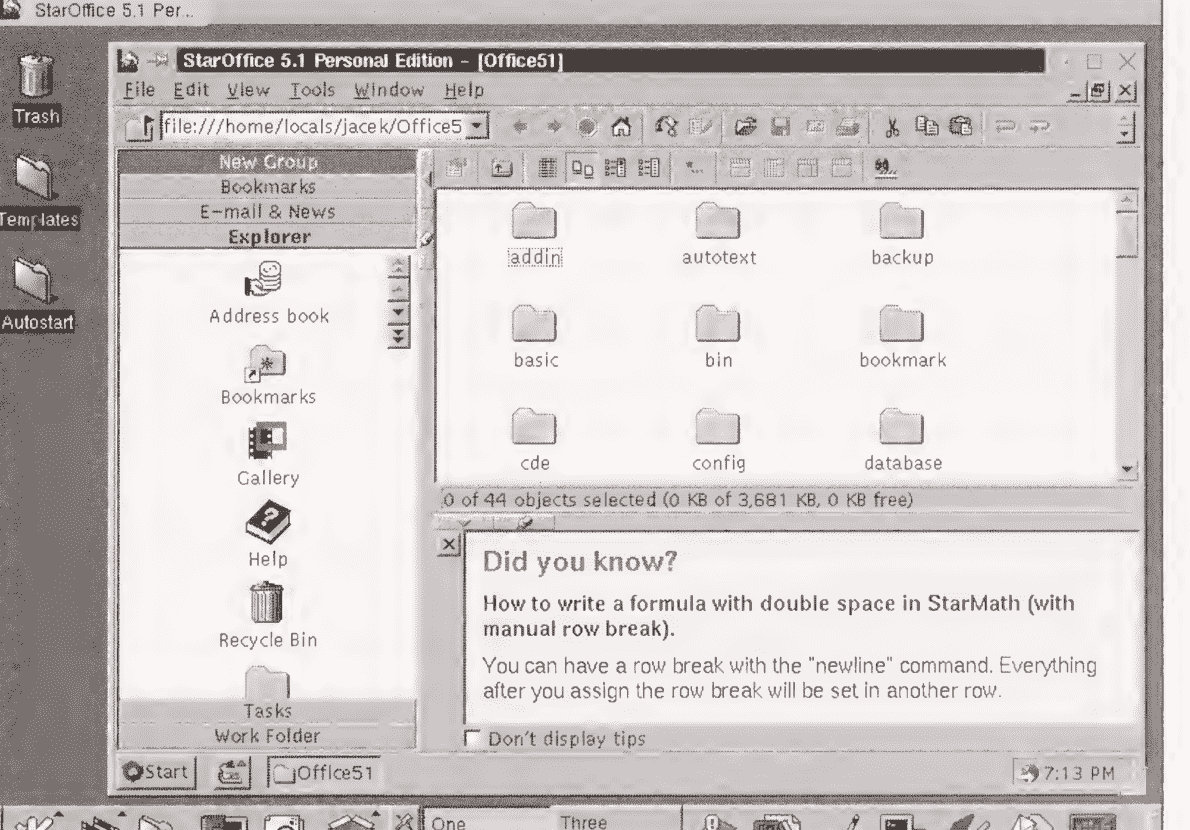 StarOffice 5.1 Per...
Trash
Templates
Autostart
StarOffice 5.1 Personal Edition - [Office51]
File Edit View Tools Window Help
file:///home/locals/jacek/Office5
New Group
Bookmarks
E-mail & News
Explorer
Address book
Bookmarks
Gallery
Help
Recycle Bin
Tasks
Work Folder
addin autotext backup
basic bin bookmark
cde config database
0 of 44 objects selected (0 KB of 3,681 KB, 0 KB free)
Did you know?
How to write a formula with double space in StarMath (with
manual row break).
You can have a row break with the "newline" command. Everything
after you assign the row break will be set in another row.
Don't display tips
Start Office51 7:13 PM
One Three